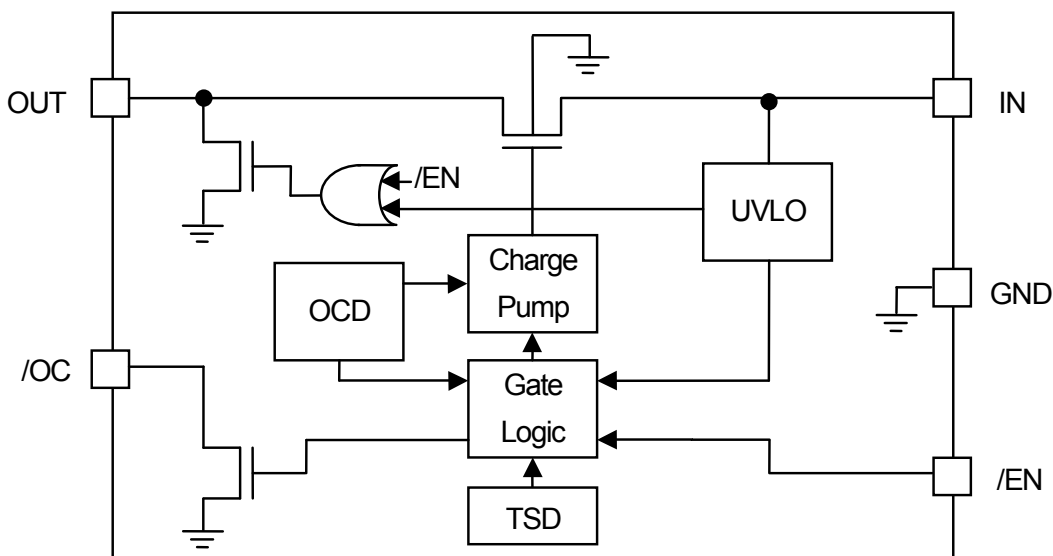 OUT
IN
/EN
UVLO
Charge
Pump
OCD
GND
/OC
Gate
Logic
/EN
TSD